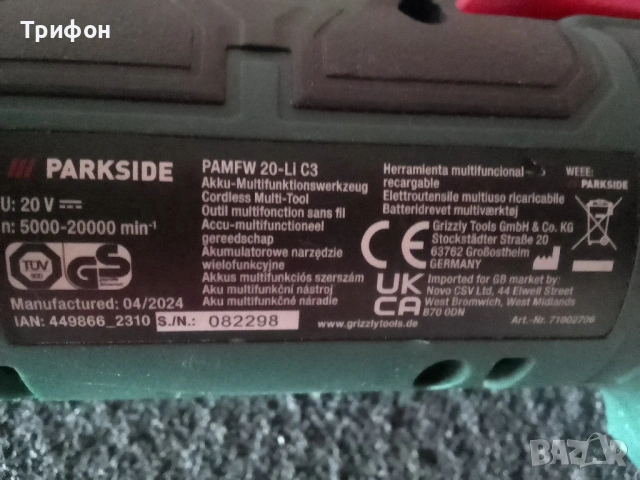 Трифон
PARKSIDE
U: 20 V
n: 5000-20000 min-¹
TÜV
GS
Manufactured: 04/2024
IAN: 449866_2310 S./N.: 082298
PAMFW 20-Li C3
Akku-Multifunktionswerkzeug
Cordless Multi-Tool
Outil multifonction sans fil
Accu-multifunctioneel
gereedschap
Akumulatorowe narzędzie
wielofunkcyjne
Akkus multifunkciós szerszám
Aku multifunkční nástroj
Aku multifunkčné náradie
CE
UK
CA
www.grizzlytools.de
Herramienta multifuncional
recargable
Elettroutensile multiuso ricaricabile
Batteridrevet multiværktøj
Grizzly Tools GmbH & Co. KG
Stockstädter Straße 20
63762 Großostheim
GERMANY
Imported for GB market by:
Novo CSV Ltd, 44 Elwell Street
West Bromwich, West Midlands
B70 0DN
Art.-Nr. 71902706
WEEE:
PARKSIDE
BAZAR